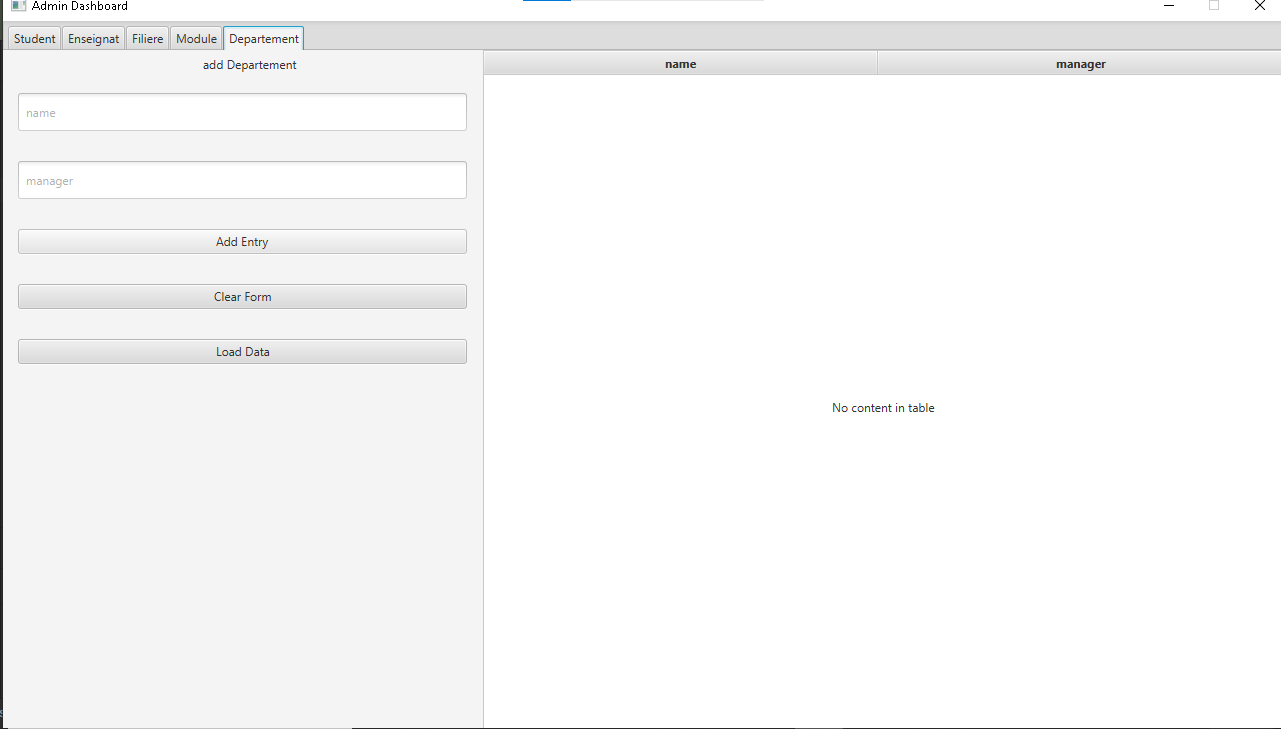 Admin Dashboard
Student Enseignat Filiere Module Departement
add Departement
name manager
name
manager
Add Entry
Clear Form
Load Data
No content in table